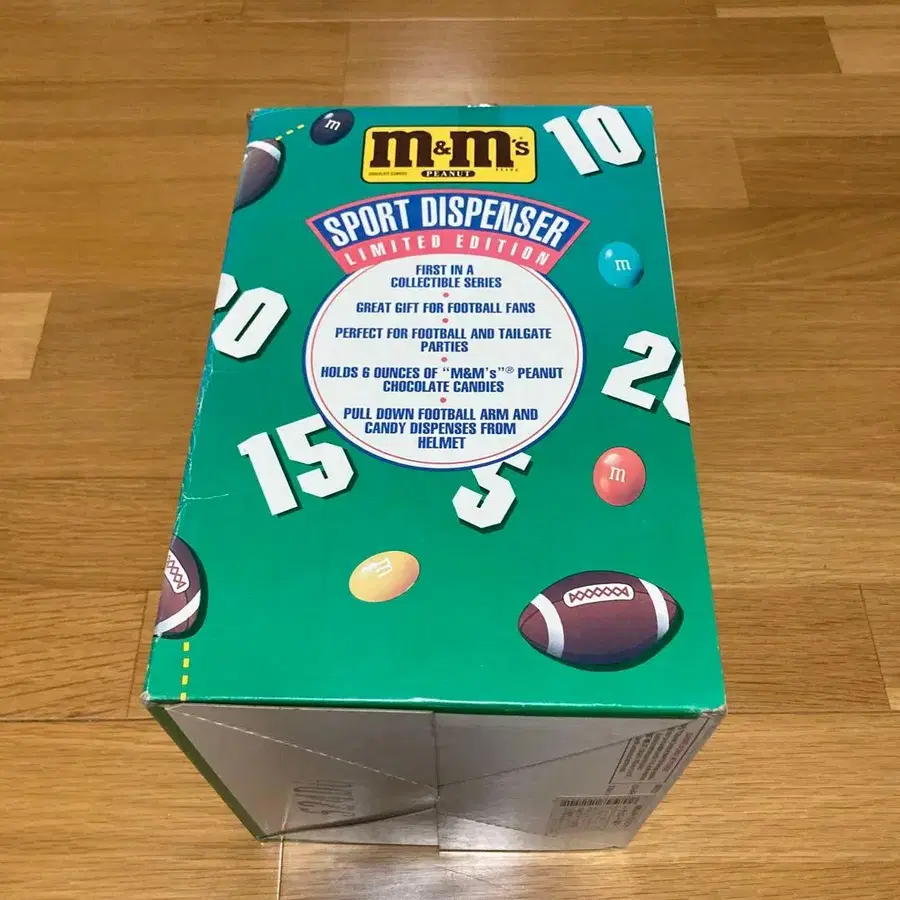 m
10
m&m's
PEANUT
SPORT DISPENSER
LIMITED EDITION
FIRST IN A
COLLECTIBLE SERIES
GREAT GIFT FOR FOOTBALL FANS
PERFECT FOR FOOTBALL AND TAILGATE
PARTIES
HOLDS 6 OUNCES OF "M&M's"® PEANUT
CHOCOLATE CANDIES
PULL DOWN FOOTBALL ARM AND
CANDY DISPENSES FROM
HELMET
m
20
15
5
m
m